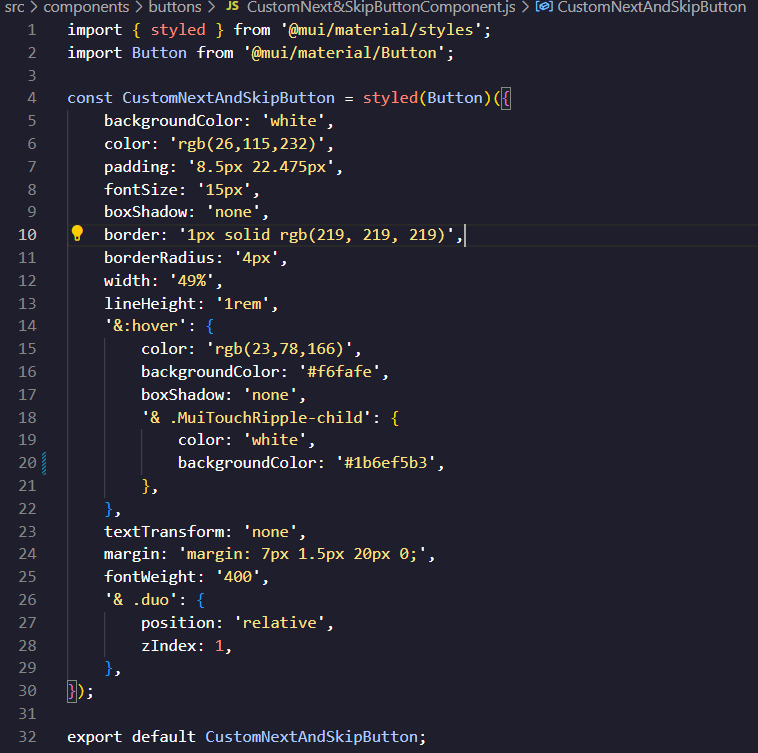 src > components > buttons > JS CustomNext&SkipButtonComponent.js > CustomNextAndSkipButton
1 import { styled } from '@mui/material/styles';
2 import Button from '@mui/material/Button';
3
4 const CustomNextAndSkipButton = styled(Button)({
5     backgroundColor: 'white',
6     color: 'rgb(26,115,232)',
7     padding: '8.5px 22.475px',
8     fontSize: '15px',
9     boxShadow: 'none',
10     border: '1px solid rgb(219, 219, 219)',
11     borderRadius: '4px',
12     width: '49%',
13     lineHeight: '1rem',
14     '&:hover': {
15         color: 'rgb(23,78,166)',
16         backgroundColor: '#f6fafe',
17         boxShadow: 'none',
18         '& .MuiTouchRipple-child': {
19             color: 'white',
20             backgroundColor: '#1b6ef5b3',
21         },
22     },
23     textTransform: 'none',
24     margin: 'margin: 7px 1.5px 20px 0;',
25     fontWeight: '400',
26     '& .duo': {
27         position: 'relative',
28         zIndex: 1,
29     },
30 });
31
32 export default CustomNextAndSkipButton;